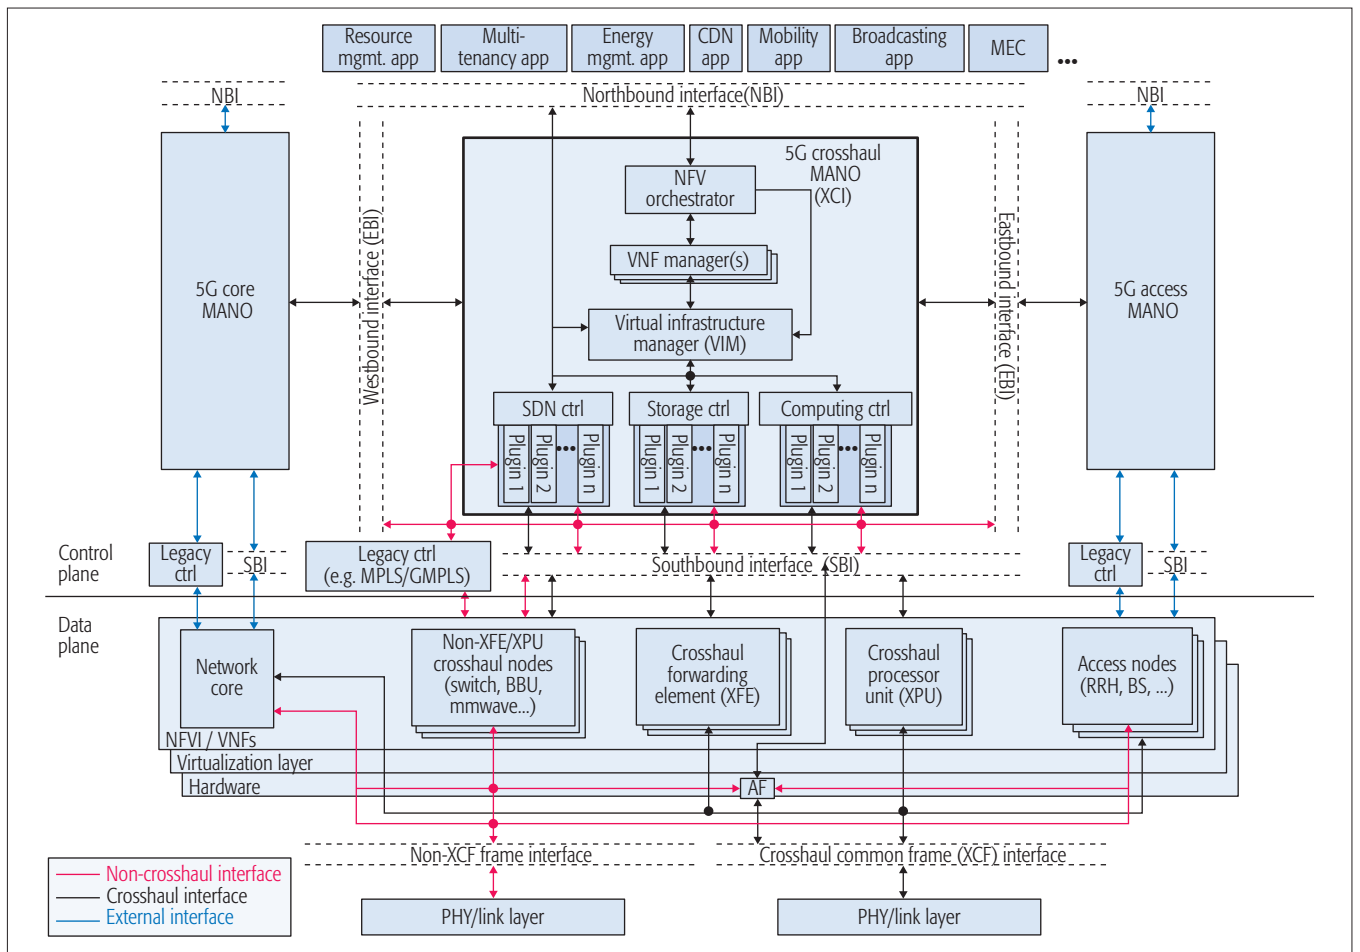 Resource
mgmt. app
Multi-
tenancy app
Energy
mgmt. app
CDN
app
Mobility
app
Broadcasting
app
MEC
...
NBI
Northbound interface(NBI)
NBI
5G crosshaul
MANO
(XCI)
NFV
orchestrator
VNF manager(s)
Virtual infrastructure
manager (VIM)
5G core
MANO
Westbound interface (EBI)
Eastbound interface (EBI)
5G access
MANO
SDN ctrl
Plugin 1
Plugin 2
...
Plugin n
Storage ctrl
Plugin 1
Plugin 2
...
Plugin n
Computing ctrl
Plugin 1
Plugin 2
...
Plugin n
Control
plane
Legacy
ctrl
SBI
Legacy ctrl
(e.g. MPLS/GMPLS)
Southbound interface (SBI)
Legacy
ctrl
SBI
Data
plane
Network
core
Non-XFE/XPU
crosshaul nodes
(switch, BBU,
mmwave...)
Crosshaul
forwarding
element (XFE)
Crosshaul
processor
unit (XPU)
Access nodes
(RRH, BS, ...)
NFVI / VNFs
Virtualization layer
Hardware
AF
Non-XCF frame interface
Crosshaul common frame (XCF) interface
Non-crosshaul interface
Crosshaul interface
External interface
PHY/link layer
PHY/link layer